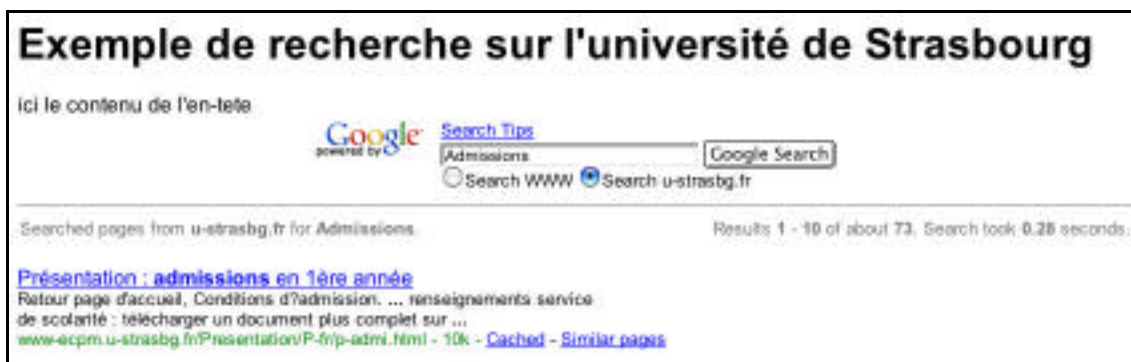 Exemple de recherche sur l'université de Strasbourg
ici le contenu de l'en-tete
Google powered by
Search Tips
Admissions Google Search
Search WWW Search u-strasbg.fr
Searched pages from u-strasbg.fr for Admissions. Results 1 - 10 of about 73. Search took 0.28 seconds.
Présentation : admissions en 1ère année
Retour page d'accueil, Conditions d?admission. ... renseignements service
de scolarité : télécharger un document plus complet sur ...
www-ecpm.u-strasbg.fr/Presentation/P-fr/p-admi.html - 10k - Cached - Similar pages